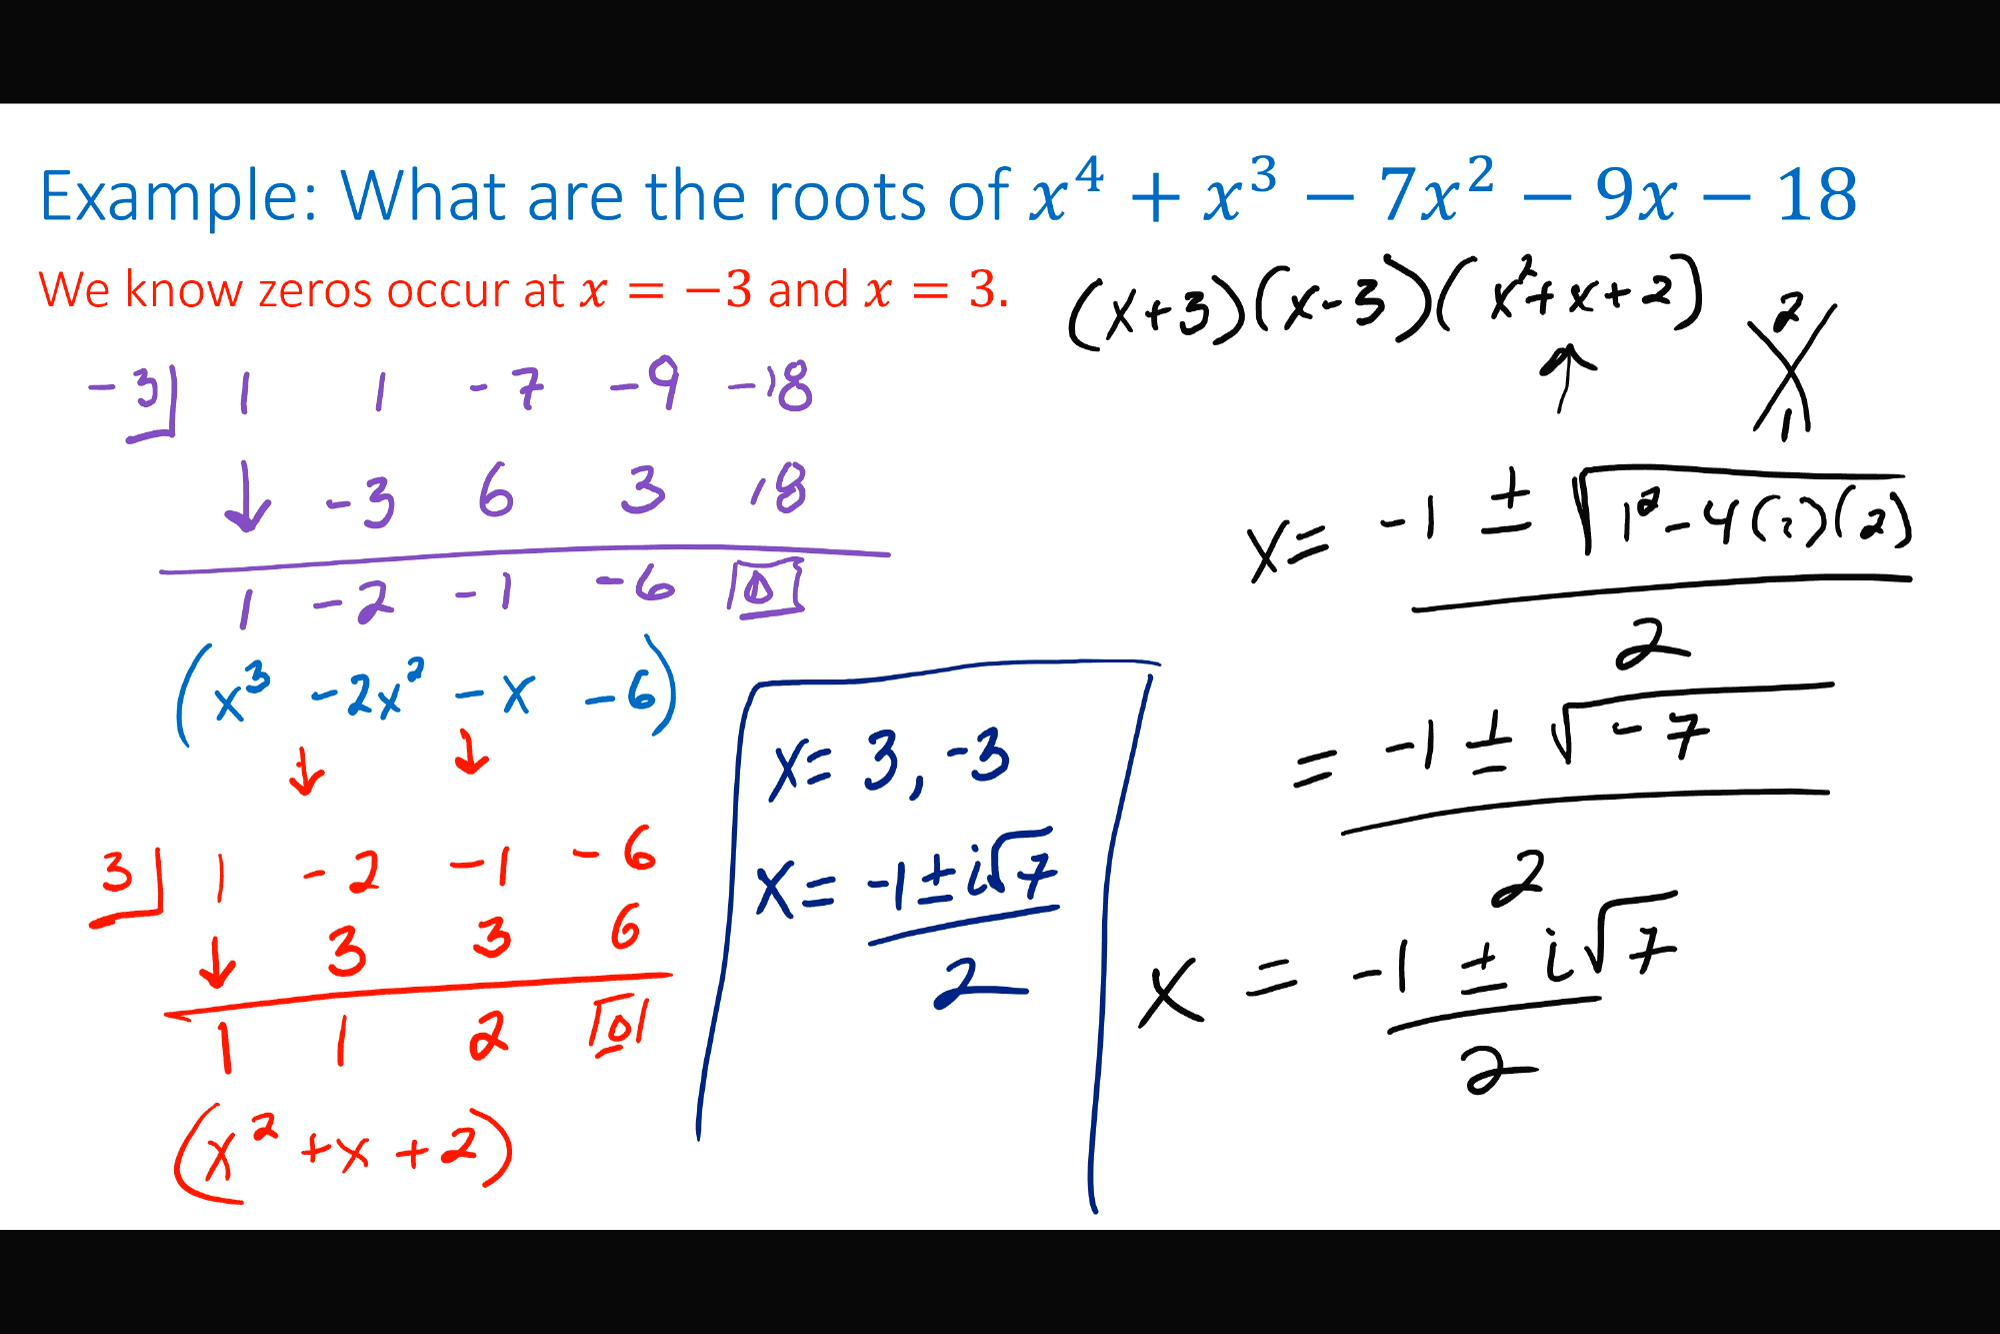 Example: What are the roots of x⁴ + x³ − 7x² − 9x − 18
We know zeros occur at x = −3 and x = 3.
(x+3)(x-3)(x²+x+2)
2
1
-3 1 1 -7 -9 -18
↓ -3 6 3 18
1 -2 -1 -6 0
(x³ -2x² -x -6)
↓ ↓
3 1 -2 -1 -6
↓ 3 3 6
1 1 2 0
(x² +x +2)
x= 3, -3
x= -1±i√7
2
↑
x= -1 ± √1²-4( )(2)
2
= -1 ± √-7
2
x = -1 ± i√7
2